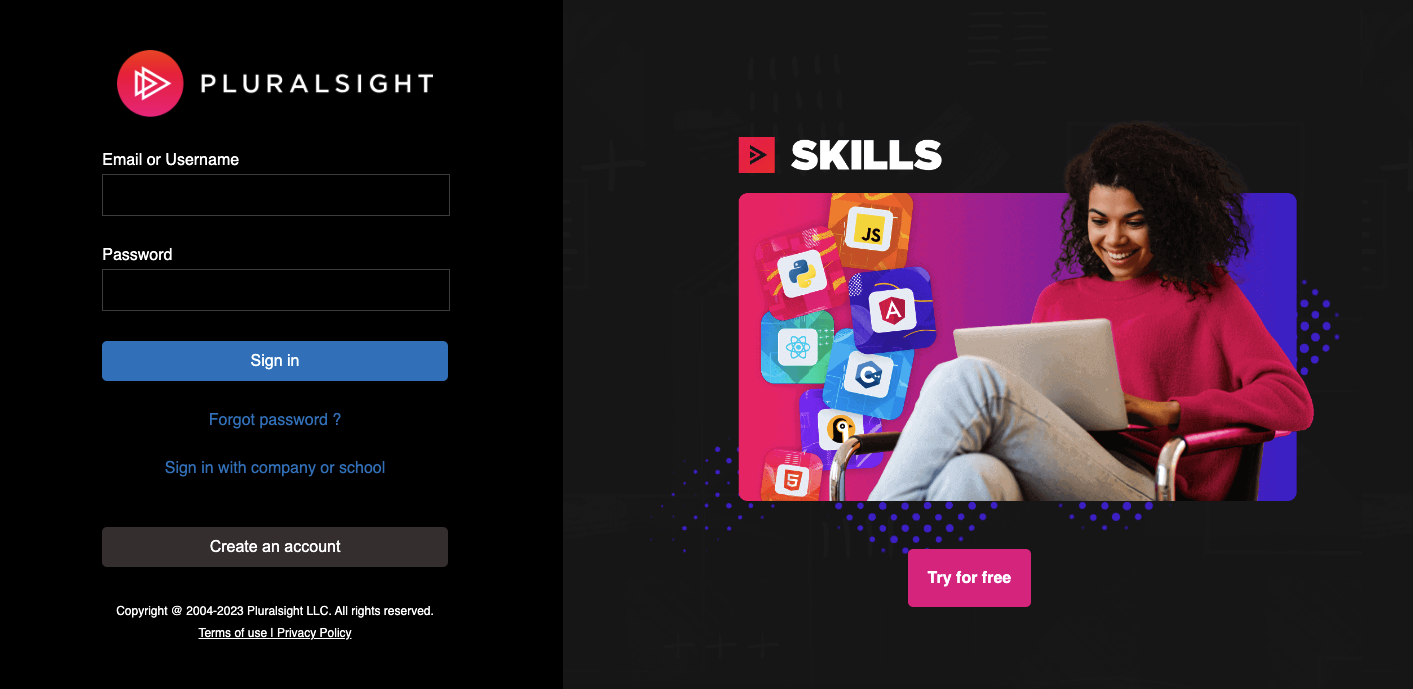 PLURALSIGHT
Email or Username
Password
Sign in
Forgot password ?
Sign in with company or school
Create an account
Copyright @ 2004-2023 Pluralsight LLC. All rights reserved.
Terms of use I Privacy Policy
SKILLS
JS
A
C++
5
Try for free